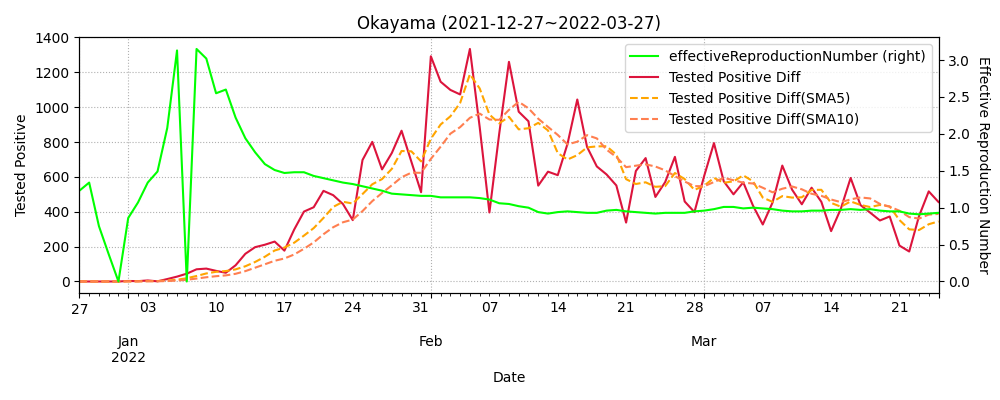 Okayama (2021-12-27~2022-03-27)
effectiveReproductionNumber (right)
Tested Positive Diff
Tested Positive Diff(SMA5)
Tested Positive Diff(SMA10)
Tested Positive
1400
1200
1000
800
600
400
200
0
Effective Reproduction Number
3.0
2.5
2.0
1.5
1.0
0.5
0.0
27 03 10 17 24 31 07 14 21 28 07 14 21
Jan Feb Mar
2022
Date